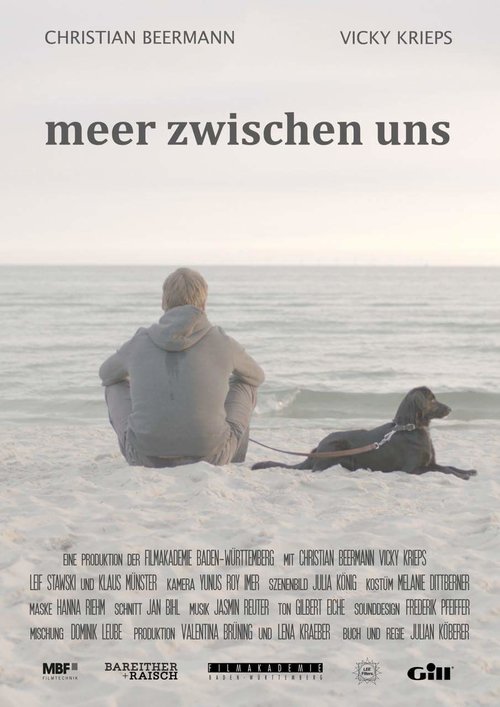 CHRISTIAN BEERMANN VICKY KRIEPS
meer zwischen uns
EINE PRODUKTION DER FILMAKADEMIE BADEN-WÜRTTEMBERG MIT CHRISTIAN BEERMANN VICKY KRIEPS
LEIF STAWSKI UND KLAUS MÜNSTER KAMERA YUNUS ROY IMER SZENENBILD JULIA KÖNIG KOSTÜM MELANIE DITTBERNER
MASKE HANNA RIEHM SCHNITT JAN BIHL MUSIK JASMIN REUTER TON GILBERT EICHE SOUNDDESIGN FREDERIK PFEIFFER
MISCHUNG DOMINIK LEUBE PRODUKTION VALENTINA BRÜNING UND LENA KRAEBER BUCH UND REGIE JULIAN KÖBERER
MBF BAREITHER FILMAKADEMIE LEE Gill
FILMTECHNIK +RAISCH BADEN-WÜRTTEMBERG Filters